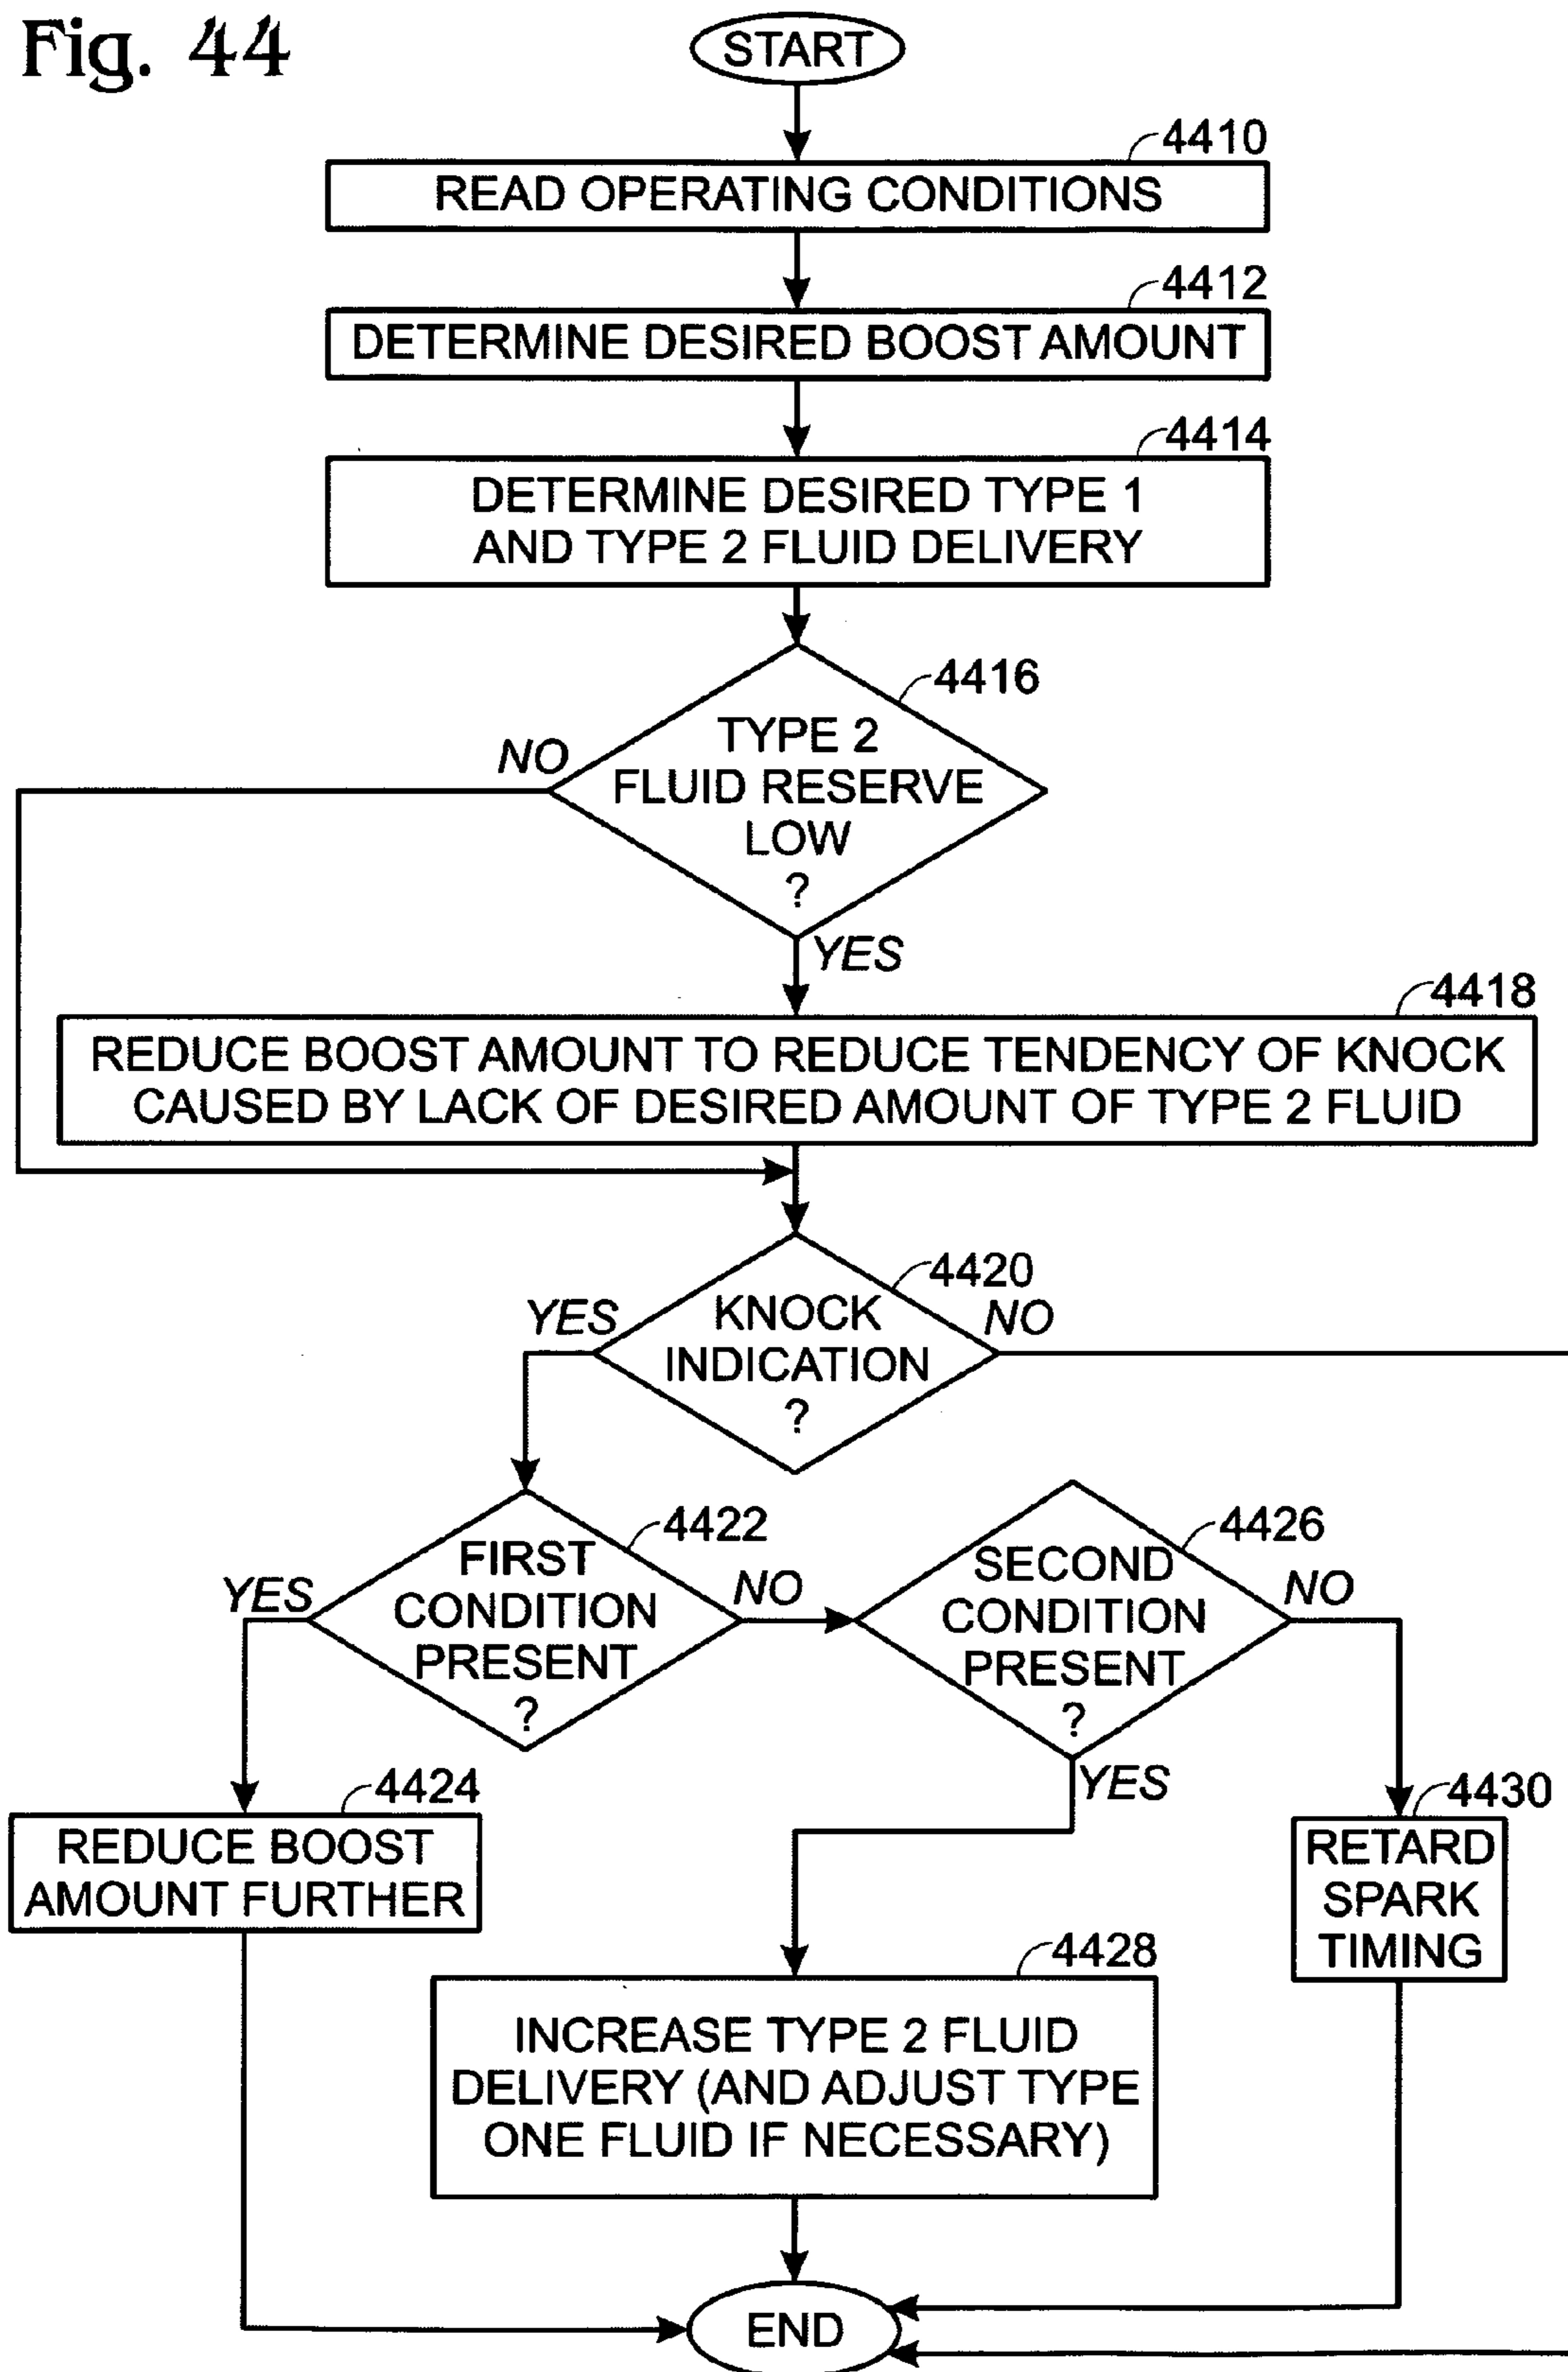 Fig. 44
START
4410
READ OPERATING CONDITIONS
4412
DETERMINE DESIRED BOOST AMOUNT
4414
DETERMINE DESIRED TYPE 1
AND TYPE 2 FLUID DELIVERY
4416
TYPE 2
FLUID RESERVE
LOW
?
NO
YES
4418
REDUCE BOOST AMOUNT TO REDUCE TENDENCY OF KNOCK
CAUSED BY LACK OF DESIRED AMOUNT OF TYPE 2 FLUID
4420
KNOCK
INDICATION
?
YES
NO
4422
FIRST
CONDITION
PRESENT
?
YES
NO
4426
SECOND
CONDITION
PRESENT
?
NO
YES
4424
REDUCE BOOST
AMOUNT FURTHER
4430
RETARD
SPARK
TIMING
4428
INCREASE TYPE 2 FLUID
DELIVERY (AND ADJUST TYPE
ONE FLUID IF NECESSARY)
END